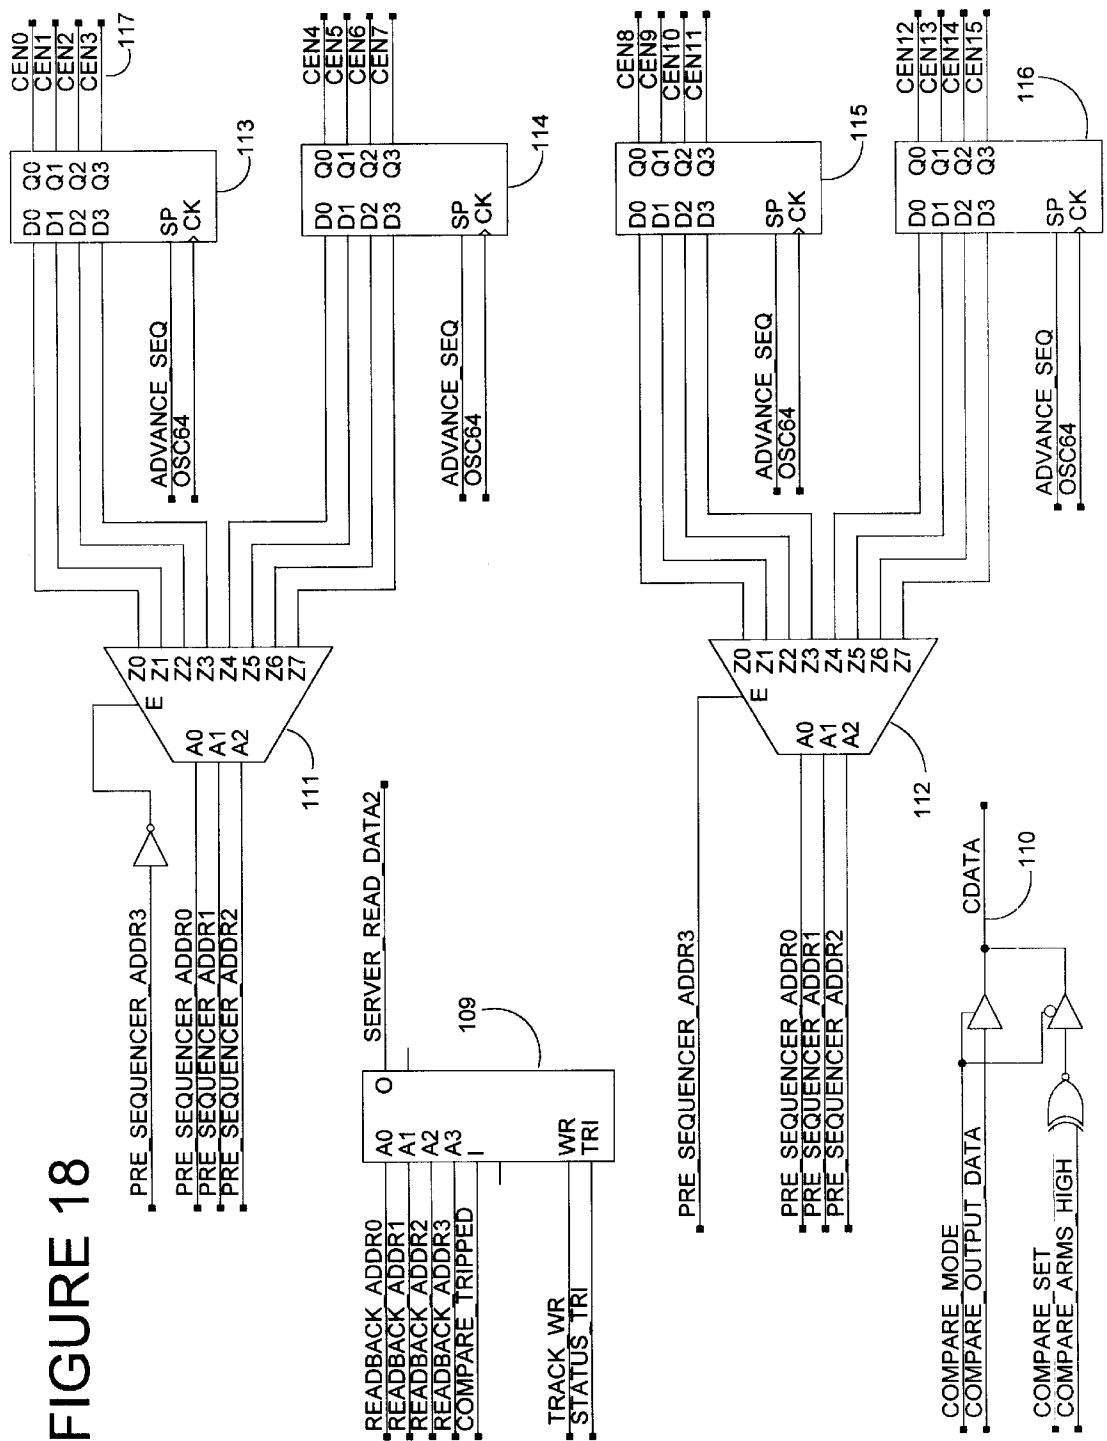 FIGURE 18
PRE_SEQUENCER_ADDR3
PRE_SEQUENCER_ADDR0
PRE_SEQUENCER_ADDR1
PRE_SEQUENCER_ADDR2
E
A0
A1
A2
Z0
Z1
Z2
Z3
Z4
Z5
Z6
Z7
111
ADVANCE_SEQ
OSC64
D0 Q0
D1 Q1
D2 Q2
D3 Q3
SP
CK
113
CEN0
CEN1
CEN2
CEN3
117
ADVANCE_SEQ
OSC64
D0 Q0
D1 Q1
D2 Q2
D3 Q3
SP
CK
114
CEN4
CEN5
CEN6
CEN7
READBACK_ADDR0
READBACK_ADDR1
READBACK_ADDR2
READBACK_ADDR3
COMPARE_TRIPPED
TRACK_WR
STATUS_TRI
A0 O
A1
A2
A3
I
WR
TRI
109
SERVER_READ_DATA2
PRE_SEQUENCER_ADDR3
PRE_SEQUENCER_ADDR0
PRE_SEQUENCER_ADDR1
PRE_SEQUENCER_ADDR2
E
A0
A1
A2
Z0
Z1
Z2
Z3
Z4
Z5
Z6
Z7
112
ADVANCE_SEQ
OSC64
D0 Q0
D1 Q1
D2 Q2
D3 Q3
SP
CK
115
CEN8
CEN9
CEN10
CEN11
ADVANCE_SEQ
OSC64
D0 Q0
D1 Q1
D2 Q2
D3 Q3
SP
CK
116
CEN12
CEN13
CEN14
CEN15
COMPARE_MODE
COMPARE_OUTPUT_DATA
COMPARE_SET
COMPARE_ARMS_HIGH
CDATA
110